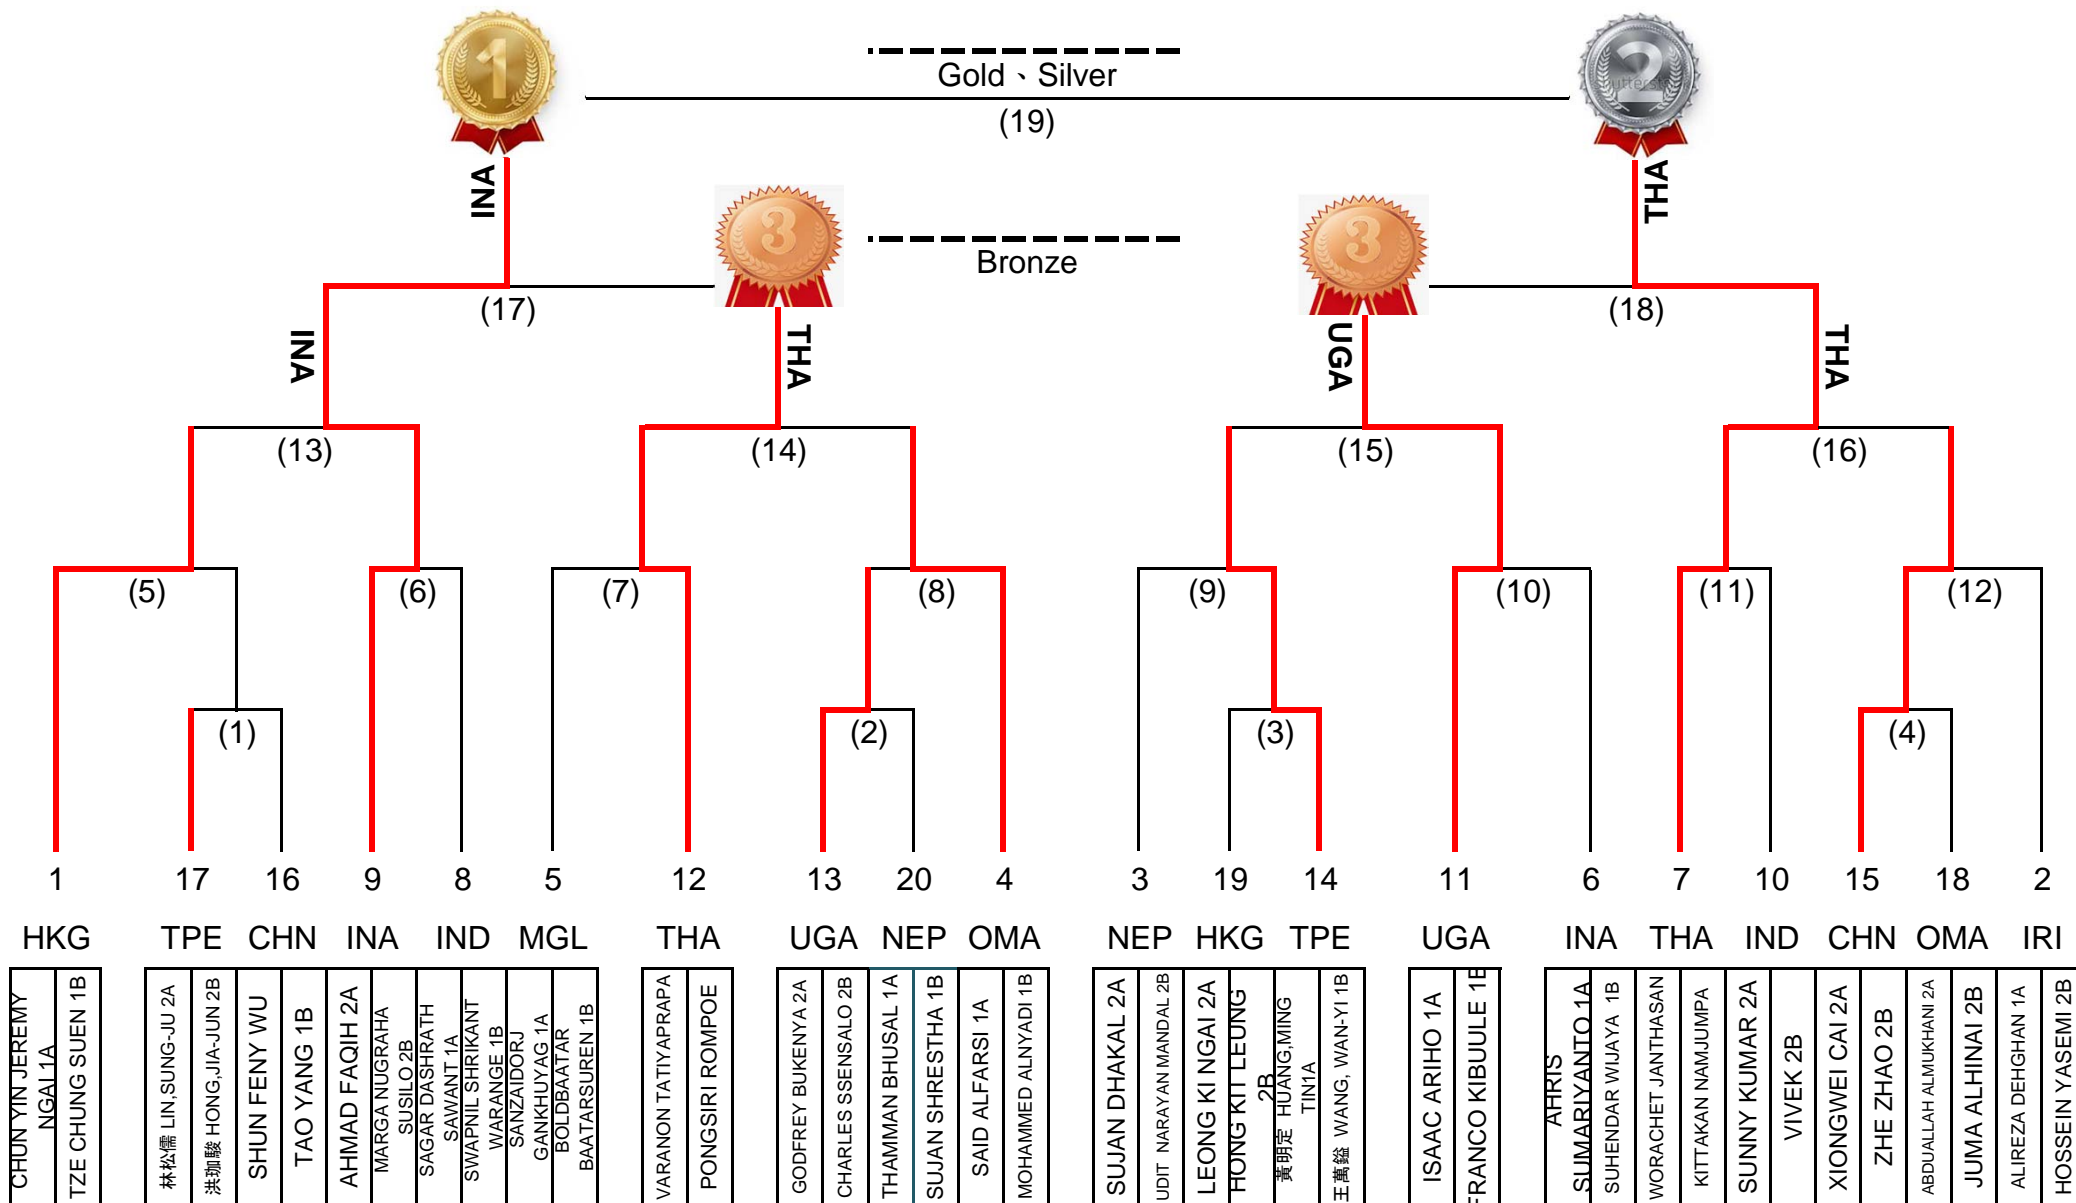 1
2
Gold、Silver
(19)
INA
THA
3
3
Bronze
(17)
(18)
INA
THA
UGA
THA
(13)
(14)
(15)
(16)
(5)
(6)
(7)
(8)
(9)
(10)
(11)
(12)
(1)
(2)
(3)
(4)
1
17
16
9
8
5
12
13
20
4
3
19
14
11
6
7
10
15
18
2
HKG
TPE
CHN
INA
IND
MGL
THA
UGA
NEP
OMA
NEP
HKG
TPE
UGA
INA
THA
IND
CHN
OMA
IRI
CHUN YIN JEREMY
NGAI 1A
TZE CHUNG SUEN 1B
林松儒 LIN,SUNG-JU 2A
洪珈駿 HONG,JIA-JUN 2B
SHUN FENY WU
TAO YANG 1B
AHMAD FAQIH 2A
MARGA NUGRAHA
SUSILO 2B
SAGAR DASHRATH
SAWANT 1A
SWAPNIL SHRIKANT
WARANGE 1B
SANZAIDORJ
GANKHUYAG 1A
BOLDBAATAR
BAATARSUREN 1B
VARANON TATIYAPRAPA
PONGSIRI ROMPOE
GODFREY BUKENYA 2A
CHARLES SSENSALO 2B
THAMMAN BHUSAL 1A
SUJAN SHRESTHA 1B
SAID ALFARSI 1A
MOHAMMED ALNYADI 1B
SUJAN DHAKAL 2A
UDIT NARAYAN MANDAL 2B
LEONG KI NGAI 2A
HONG KIT LEUNG
2B
黃明定 HUANG,MING
TIN1A
王萬鎰 WANG, WAN-YI 1B
ISAAC ARIHO 1A
FRANCO KIBUULE 1B
AHRIS
SUMARIYANTO 1A
SUHENDAR WIJAYA 1B
WORACHET JANTHASAN
KITTAKAN NAMJUMPA
SUNNY KUMAR 2A
VIVEK 2B
XIONGWEI CAI 2A
ZHE ZHAO 2B
ABDUALLAH ALMUKHANI 2A
JUMA ALHINAI 2B
ALIREZA DEHGHAN 1A
HOSSEIN YASEMI 2B